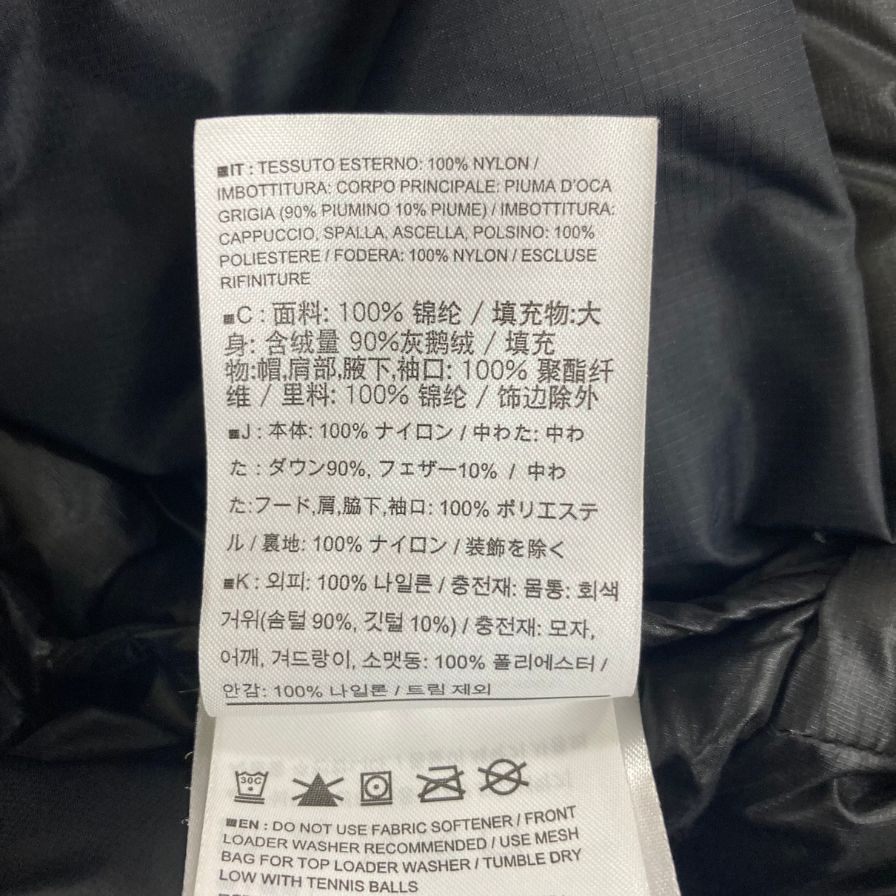 ■IT : TESSUTO ESTERNO: 100% NYLON /
IMBOTTITURA: CORPO PRINCIPALE: PIUMA D'OCA
GRIGIA (90% PIUMINO 10% PIUME) / IMBOTTITURA:
CAPPUCCIO, SPALLA, ASCELLA, POLSINO: 100%
POLIESTERE / FODERA: 100% NYLON / ESCLUSE
RIFINITURE
■C : 面料: 100% 锦纶 / 填充物:大
身: 含绒量 90%灰鹅绒 / 填充
物:帽,肩部,腋下,袖口: 100% 聚酯纤
维 / 里料: 100% 锦纶 / 饰边除外
■J : 本体: 100% ナイロン / 中わた: 中わ
た : ダウン90%, フェザー10% / 中わ
た:フード,肩,脇下,袖口: 100% ポリエステ
ル / 裏地: 100% ナイロン / 装飾を除く
■K : 외피: 100% 나일론 / 충전재: 몸통: 회색
거위(솜털 90%, 깃털 10%) / 충전재: 모자,
어깨, 겨드랑이, 소맷동: 100% 폴리에스터 /
안감: 100% 나일론 / 트림 제외
30C
■EN : DO NOT USE FABRIC SOFTENER / FRONT
LOADER WASHER RECOMMENDED / USE MESH
BAG FOR TOP LOADER WASHER / TUMBLE DRY
LOW WITH TENNIS BALLS